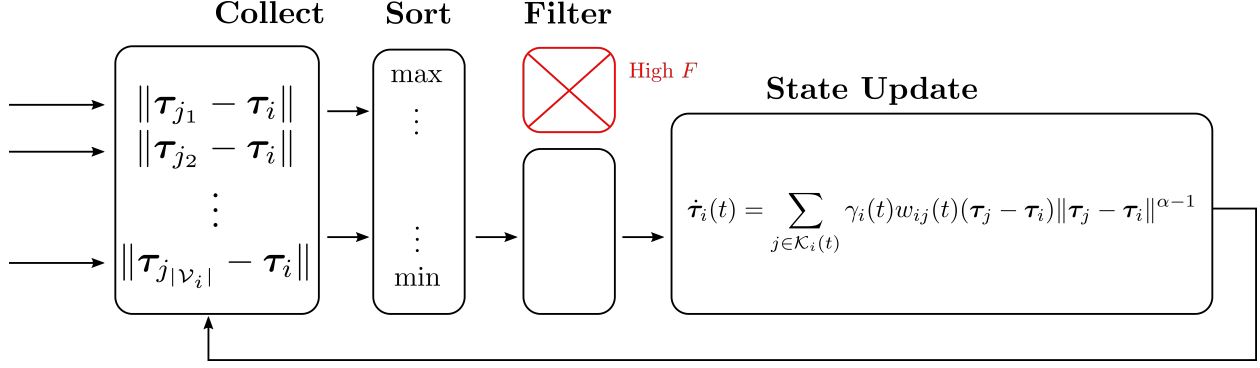 Collect
Sort
Filter
‖τ_{j_1} − τ_i‖
‖τ_{j_2} − τ_i‖
⋮
‖τ_{j_{|𝒱_i|}} − τ_i‖
max
⋮
⋮
min
High F
State Update
τ̇_i(t) = ∑_{j∈𝒦_i(t)} γ_i(t)w_{ij}(t)(τ_j − τ_i)‖τ_j − τ_i‖^{α−1}